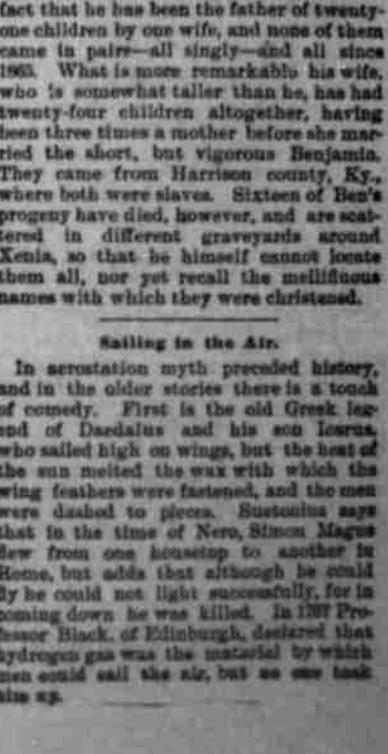 fact that he has been the father of twenty-
one children by one wife, and none of them
came in pairs—all singly—and all since
1865. What is more remarkable his wife,
who is somewhat taller than he, has had
twenty-four children altogether, having
been three times a mother before she mar-
ried the short, but vigorous Benjamin.
They came from Harrison county, Ky.,
where both were slaves. Sixteen of Ben's
progeny have died, however, and are scat-
tered in different graveyards around
Xenia, so that he himself cannot locate
them all, nor yet recall the mellifluous
names with which they were christened.
Sailing in the Air.
In aerostation myth preceded history,
and in the older stories there is a touch
of comedy. First is the old Greek leg-
end of Daedalus and his son Icarus,
who sailed high on wings, but the heat of
the sun melted the wax with which the
wing feathers were fastened, and the men
were dashed to pieces. Suetonius says
that in the time of Nero, Simon Magus
flew from one housetop to another in
Rome, but adds that although he could
fly he could not light successfully, for in
coming down he was killed. In 1767 Pro-
fessor Black, of Edinburgh, declared that
hydrogen gas was the material by which
men could sail the air, but no one took
him up.